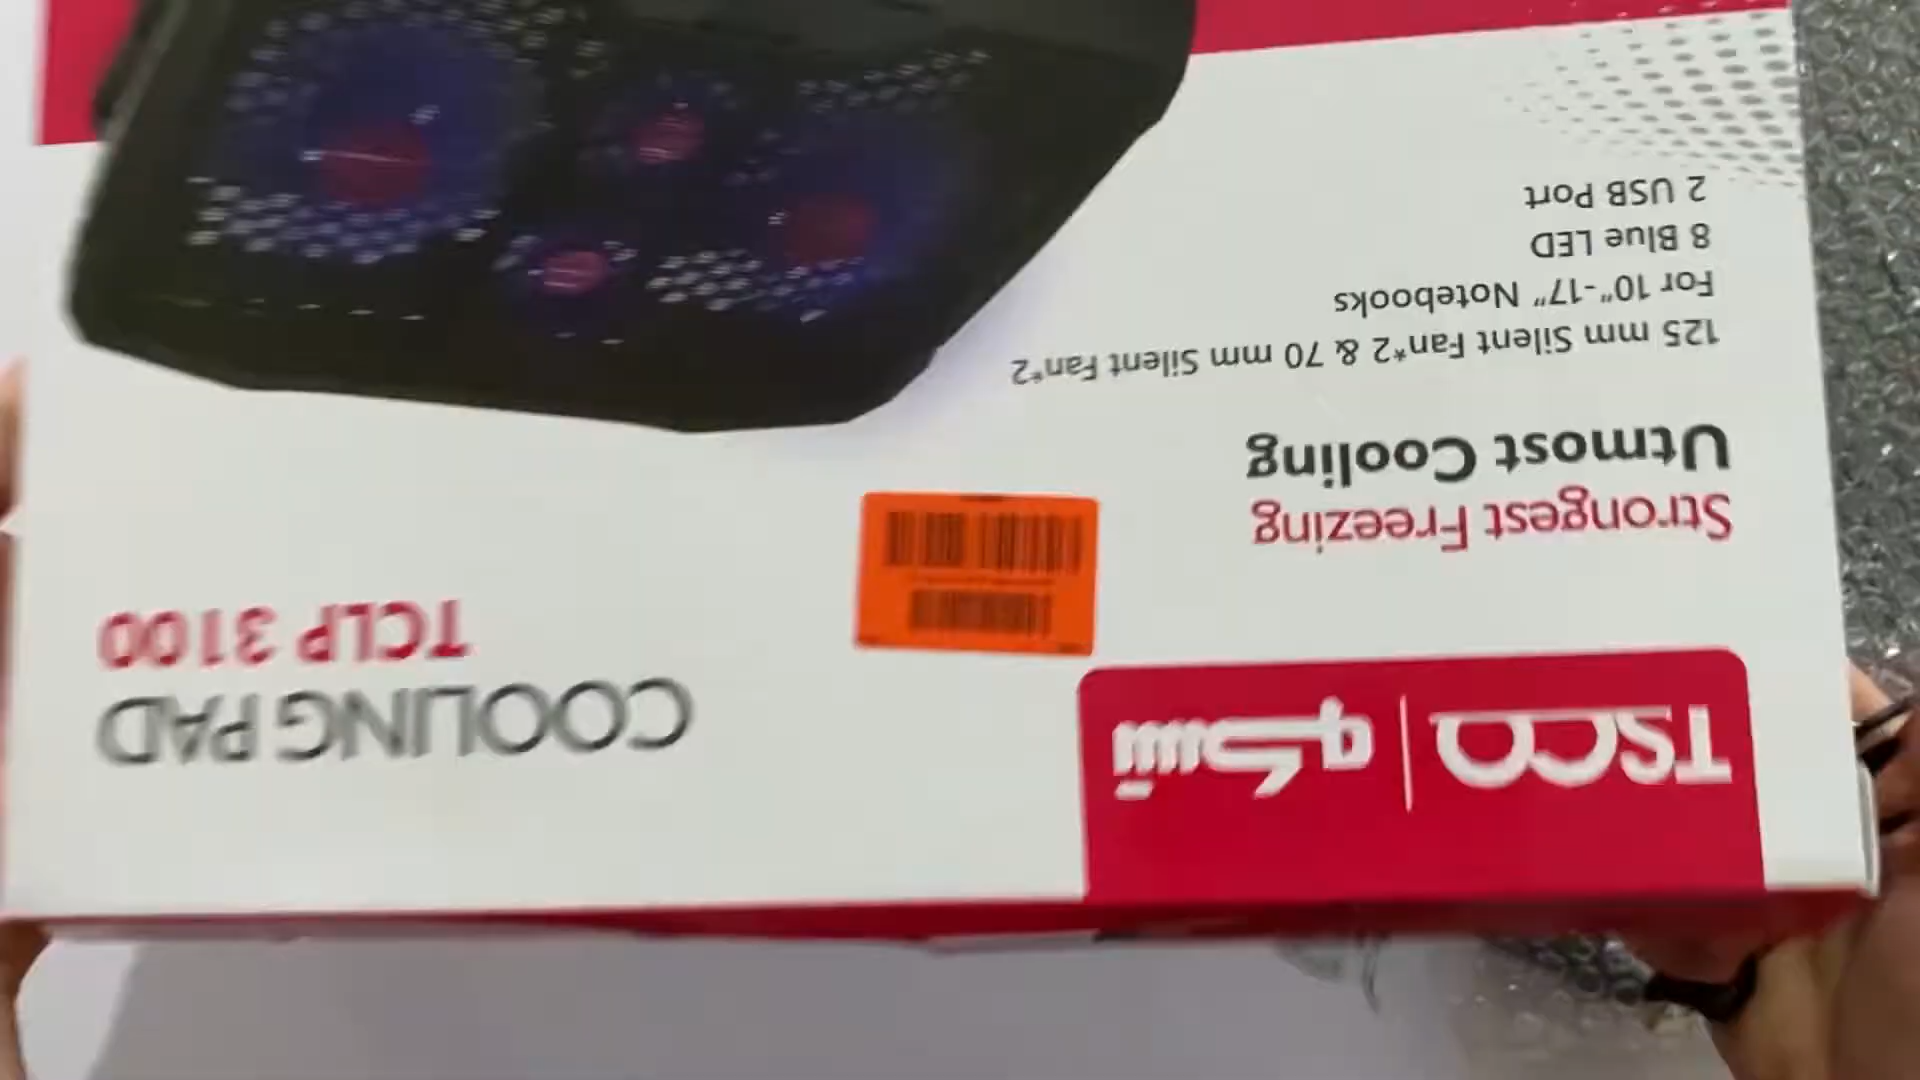 TSCO | تسکو
COOLING PAD
TCLP 3100
Strongest Freezing
Utmost Cooling
125 mm Silent Fan*2 & 70 mm Silent Fan*2
For 10"-17" Notebooks
8 Blue LED
2 USB Port